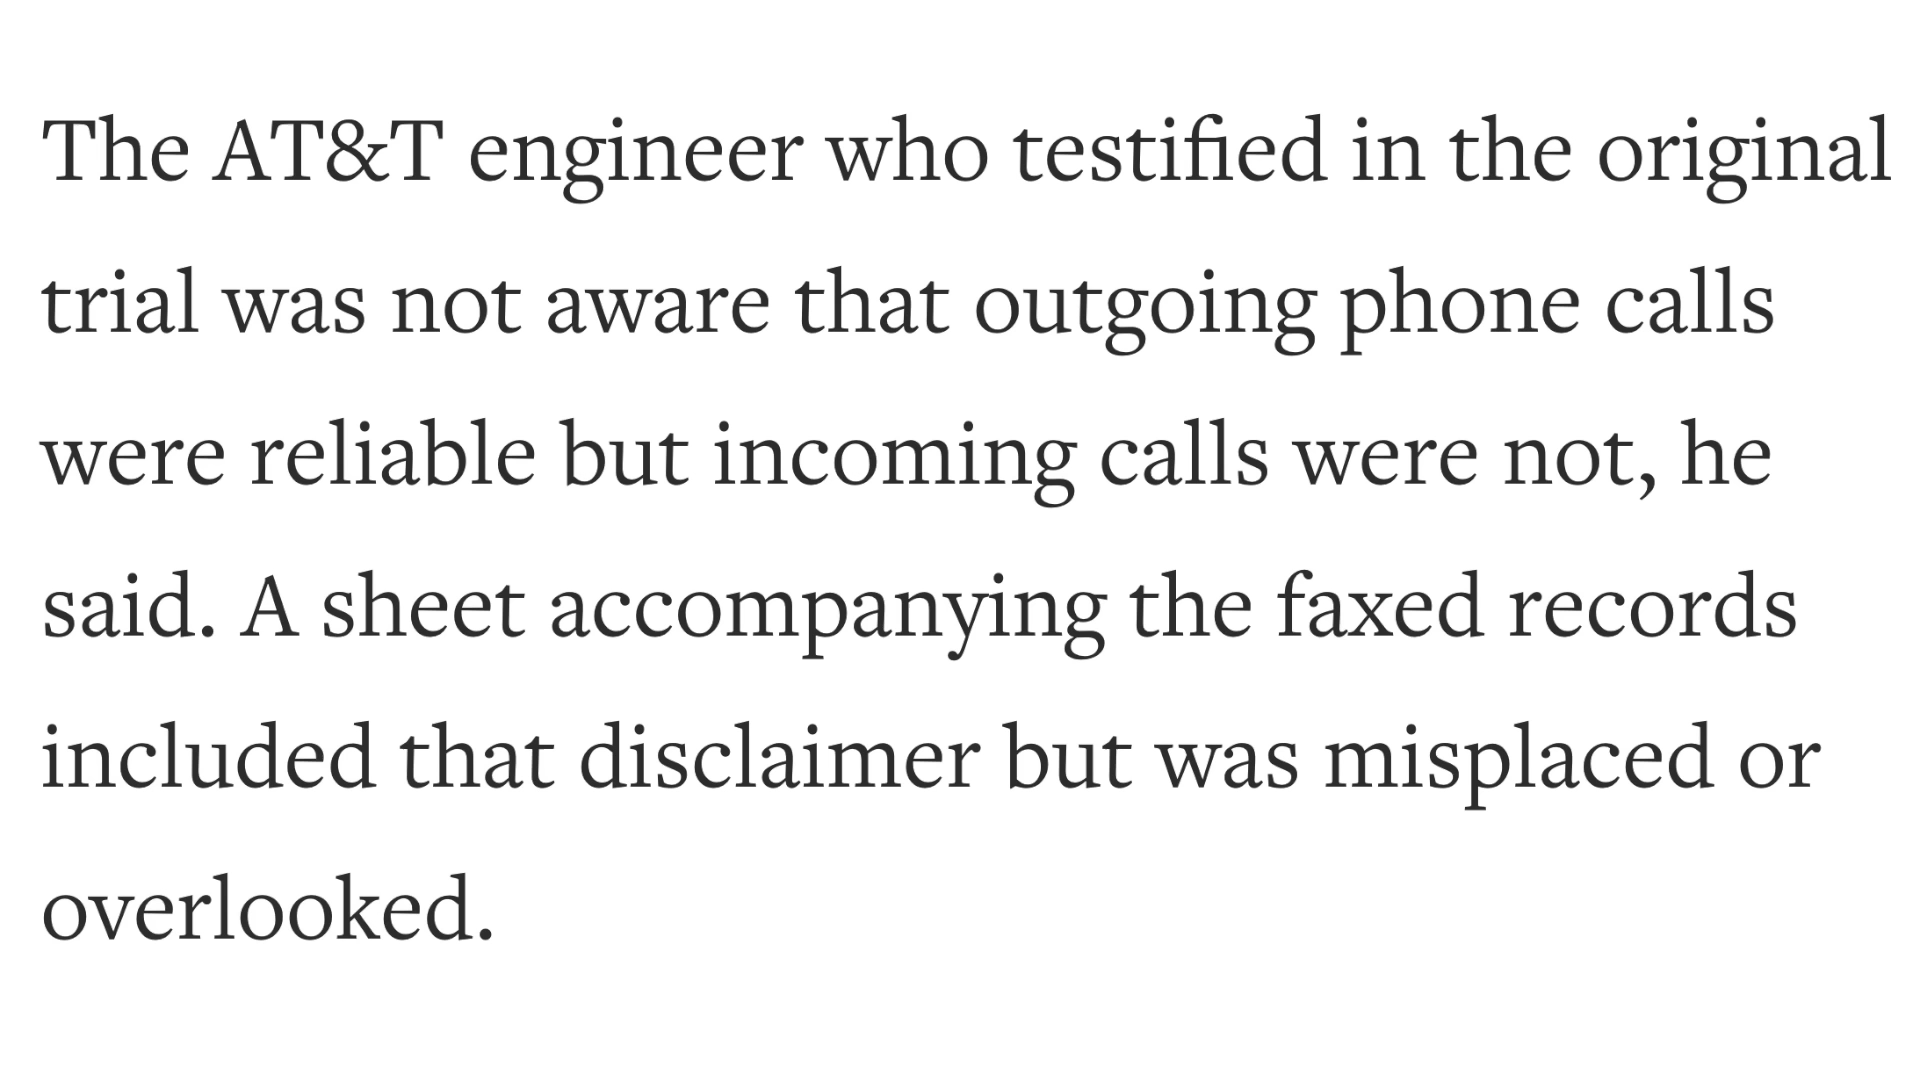 The AT&T engineer who testified in the original
trial was not aware that outgoing phone calls
were reliable but incoming calls were not, he
said. A sheet accompanying the faxed records
included that disclaimer but was misplaced or
overlooked.